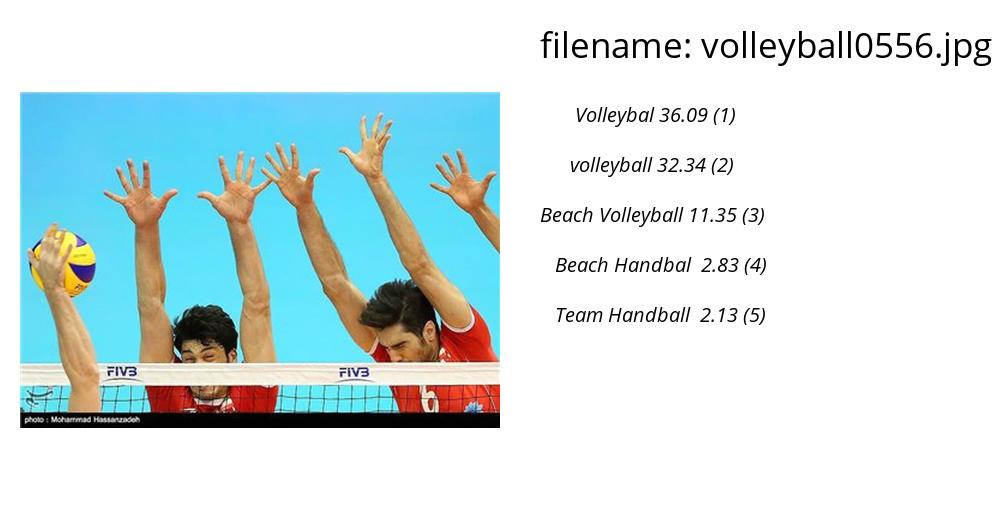 filename: volleyball0556.jpg
Volleybal 36.09 (1)
volleyball 32.34 (2)
Beach Volleyball 11.35 (3)
Beach Handbal 2.83 (4)
Team Handball 2.13 (5)
FIVB FIVB
6
photo : Mohammad Hassanzadeh